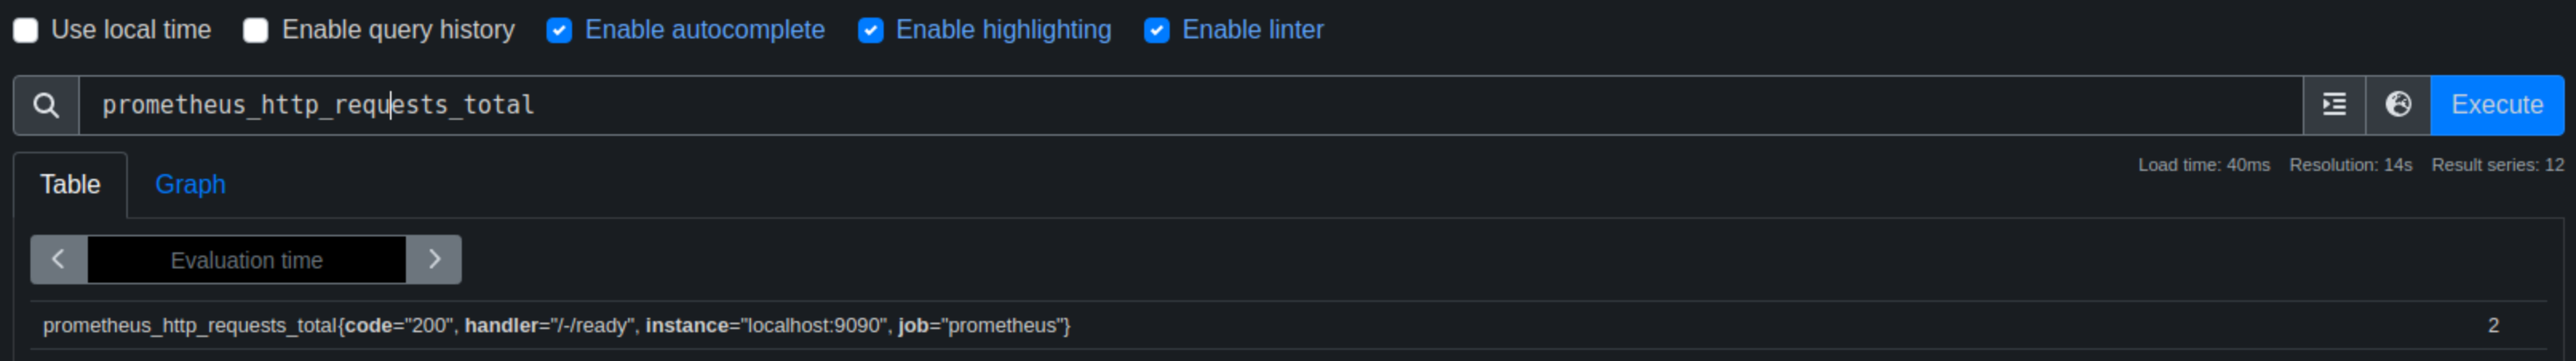 Use local time Enable query history Enable autocomplete Enable highlighting Enable linter
prometheus_http_requests_total Execute
Table Graph Load time: 40ms Resolution: 14s Result series: 12
Evaluation time
prometheus_http_requests_total{code="200", handler="/-/ready", instance="localhost:9090", job="prometheus"} 2